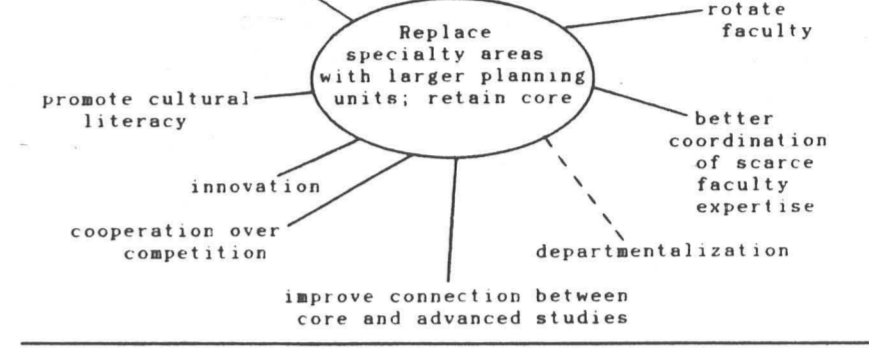 rotate
faculty
Replace
specialty areas
with larger planning
units; retain core
promote cultural
literacy
better
coordination
of scarce
faculty
expertise
innovation
cooperation over
competition
departmentalization
improve connection between
core and advanced studies